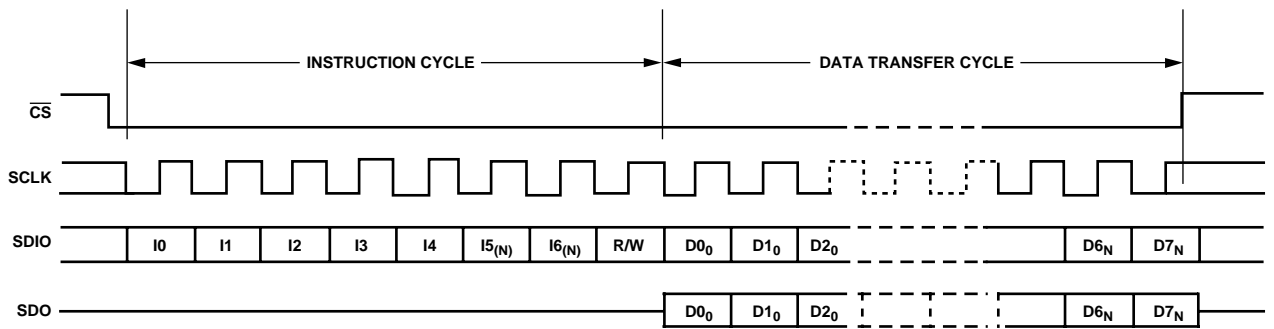 INSTRUCTION CYCLE DATA TRANSFER CYCLE
CS
SCLK
SDIO I0 I1 I2 I3 I4 I5(N) I6(N) R/W D00 D10 D20 D6N D7N
SDO D00 D10 D20 D6N D7N